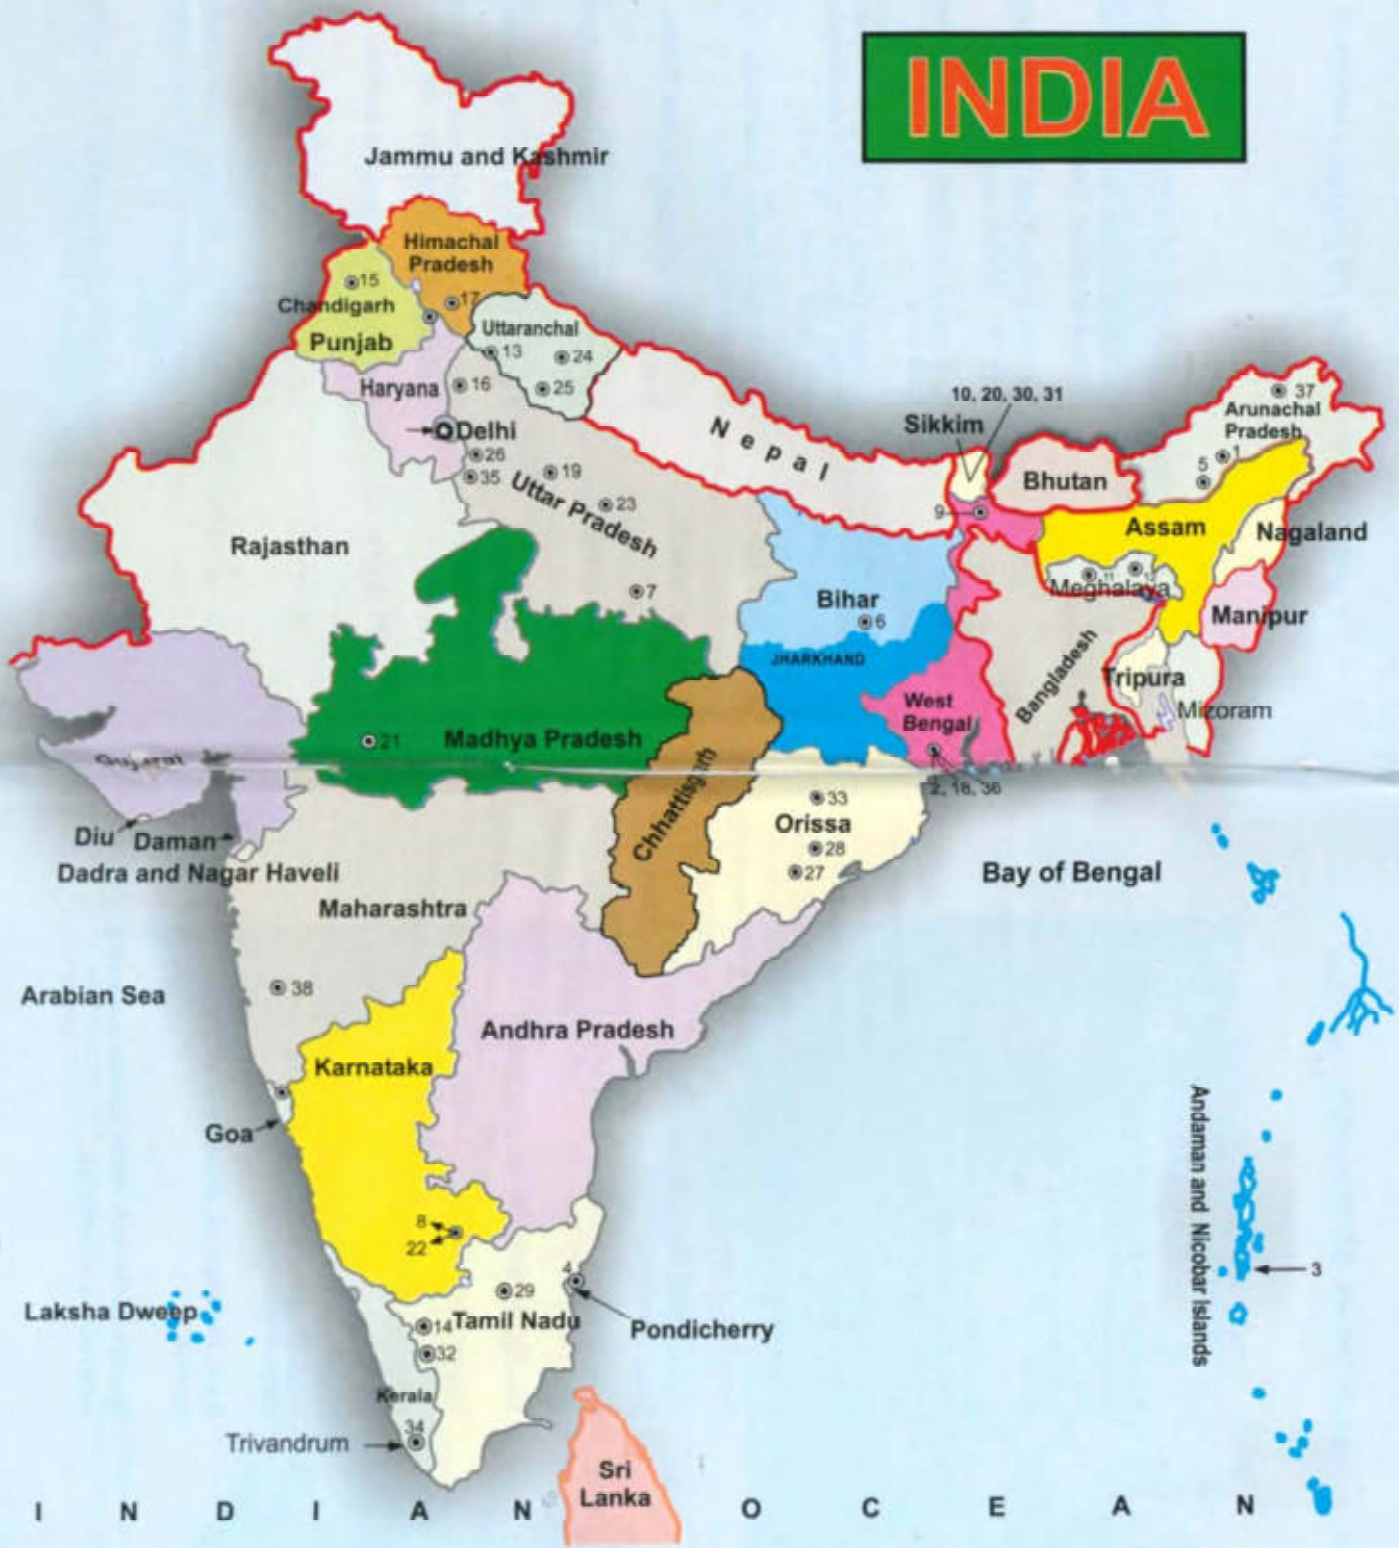 INDIA
Jammu and Kashmir
Himachal
Pradesh
15
Chandigarh
17
Punjab
Uttaranchal
13
24
Haryana
16
25
10, 20, 30, 31
37
Arunachal
Pradesh
Sikkim
Nepal
Delhi
26
35
19
23
Uttar Pradesh
1
5
Bhutan
9
Assam
Nagaland
Rajasthan
11
Meghalaya
7
Bihar
6
Manipur
JHARKHAND
Bangladesh
Tripura
West
Bengal
Mizoram
21
Madhya Pradesh
Gujarat
Chhattisgarh
2, 18, 36
33
Orissa
28
27
Diu
Daman
Dadra and Nagar Haveli
Bay of Bengal
Maharashtra
38
Arabian Sea
Andhra Pradesh
Karnataka
Goa
Andaman and Nicobar Islands
3
8
22
4
29
Laksha Dweep
14
Tamil Nadu
Pondicherry
32
Kerala
34
Trivandrum
Sri
Lanka
INDIAN OCEAN